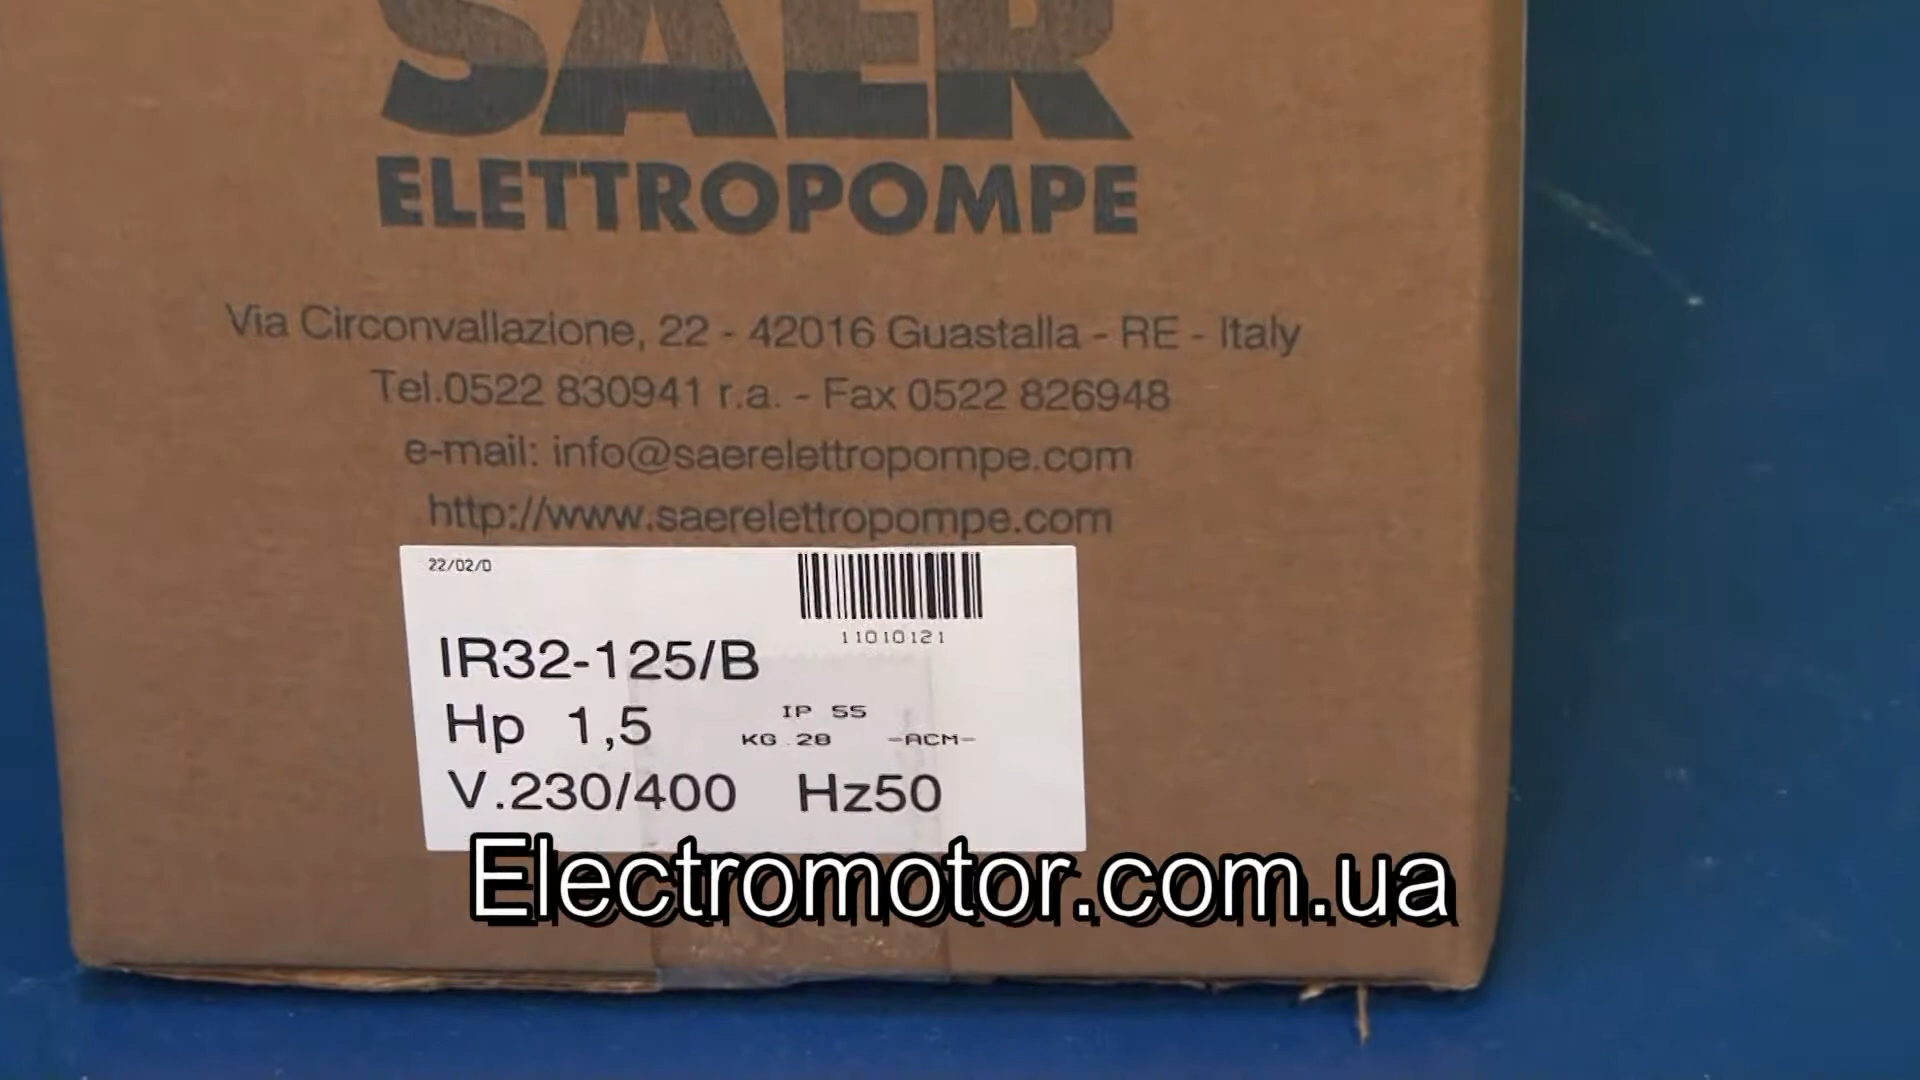 SAER
ELETTROPOMPE
Via Circonvallazione, 22 - 42016 Guastalla - RE - Italy
Tel.0522 830941 r.a. - Fax 0522 826948
e-mail: info@saerelettropompe.com
http://www.saerelettropompe.com
22/02/0
11010121
IR32-125/B
Hp 1,5
IP 55
KG 28 -ACM-
V.230/400 Hz50
Electromotor.com.ua